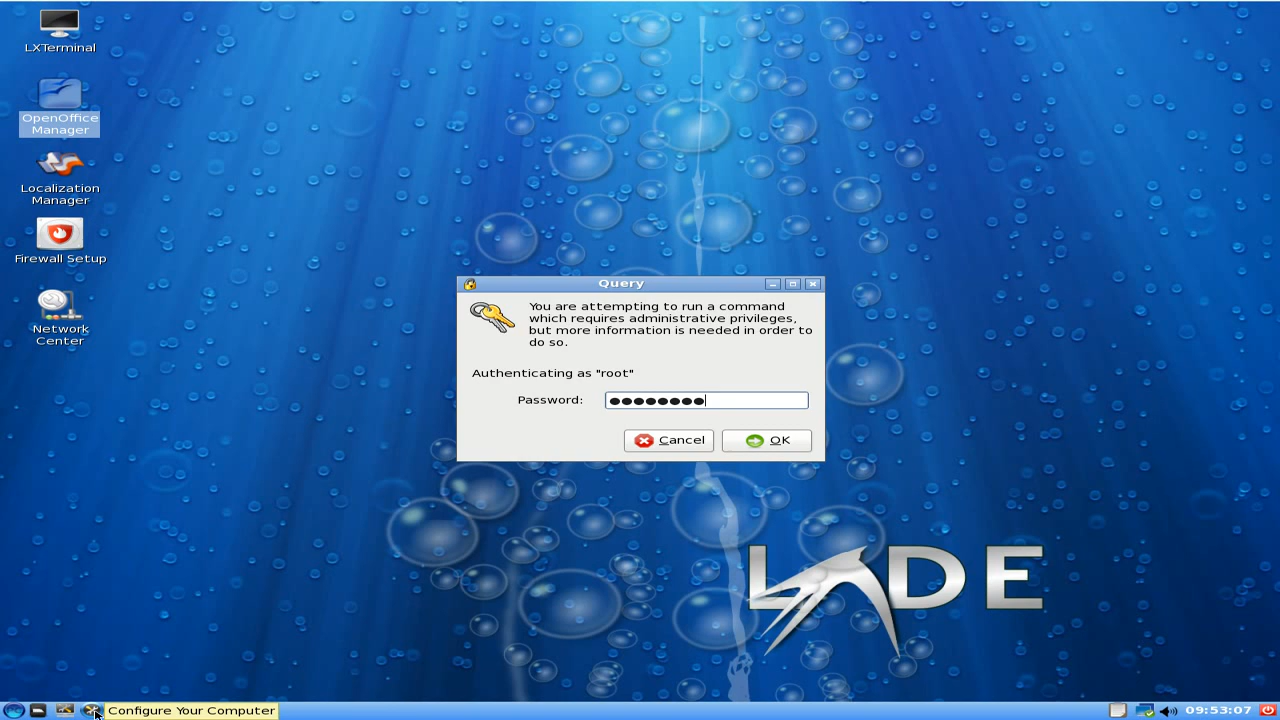 LXTerminal
OpenOffice
Manager
Localization
Manager
Firewall Setup
Network
Center
Query
You are attempting to run a command
which requires administrative privileges,
but more information is needed in order to
do so.
Authenticating as "root"
Password:
Cancel
OK
LXDE
Configure Your Computer
09:53:07